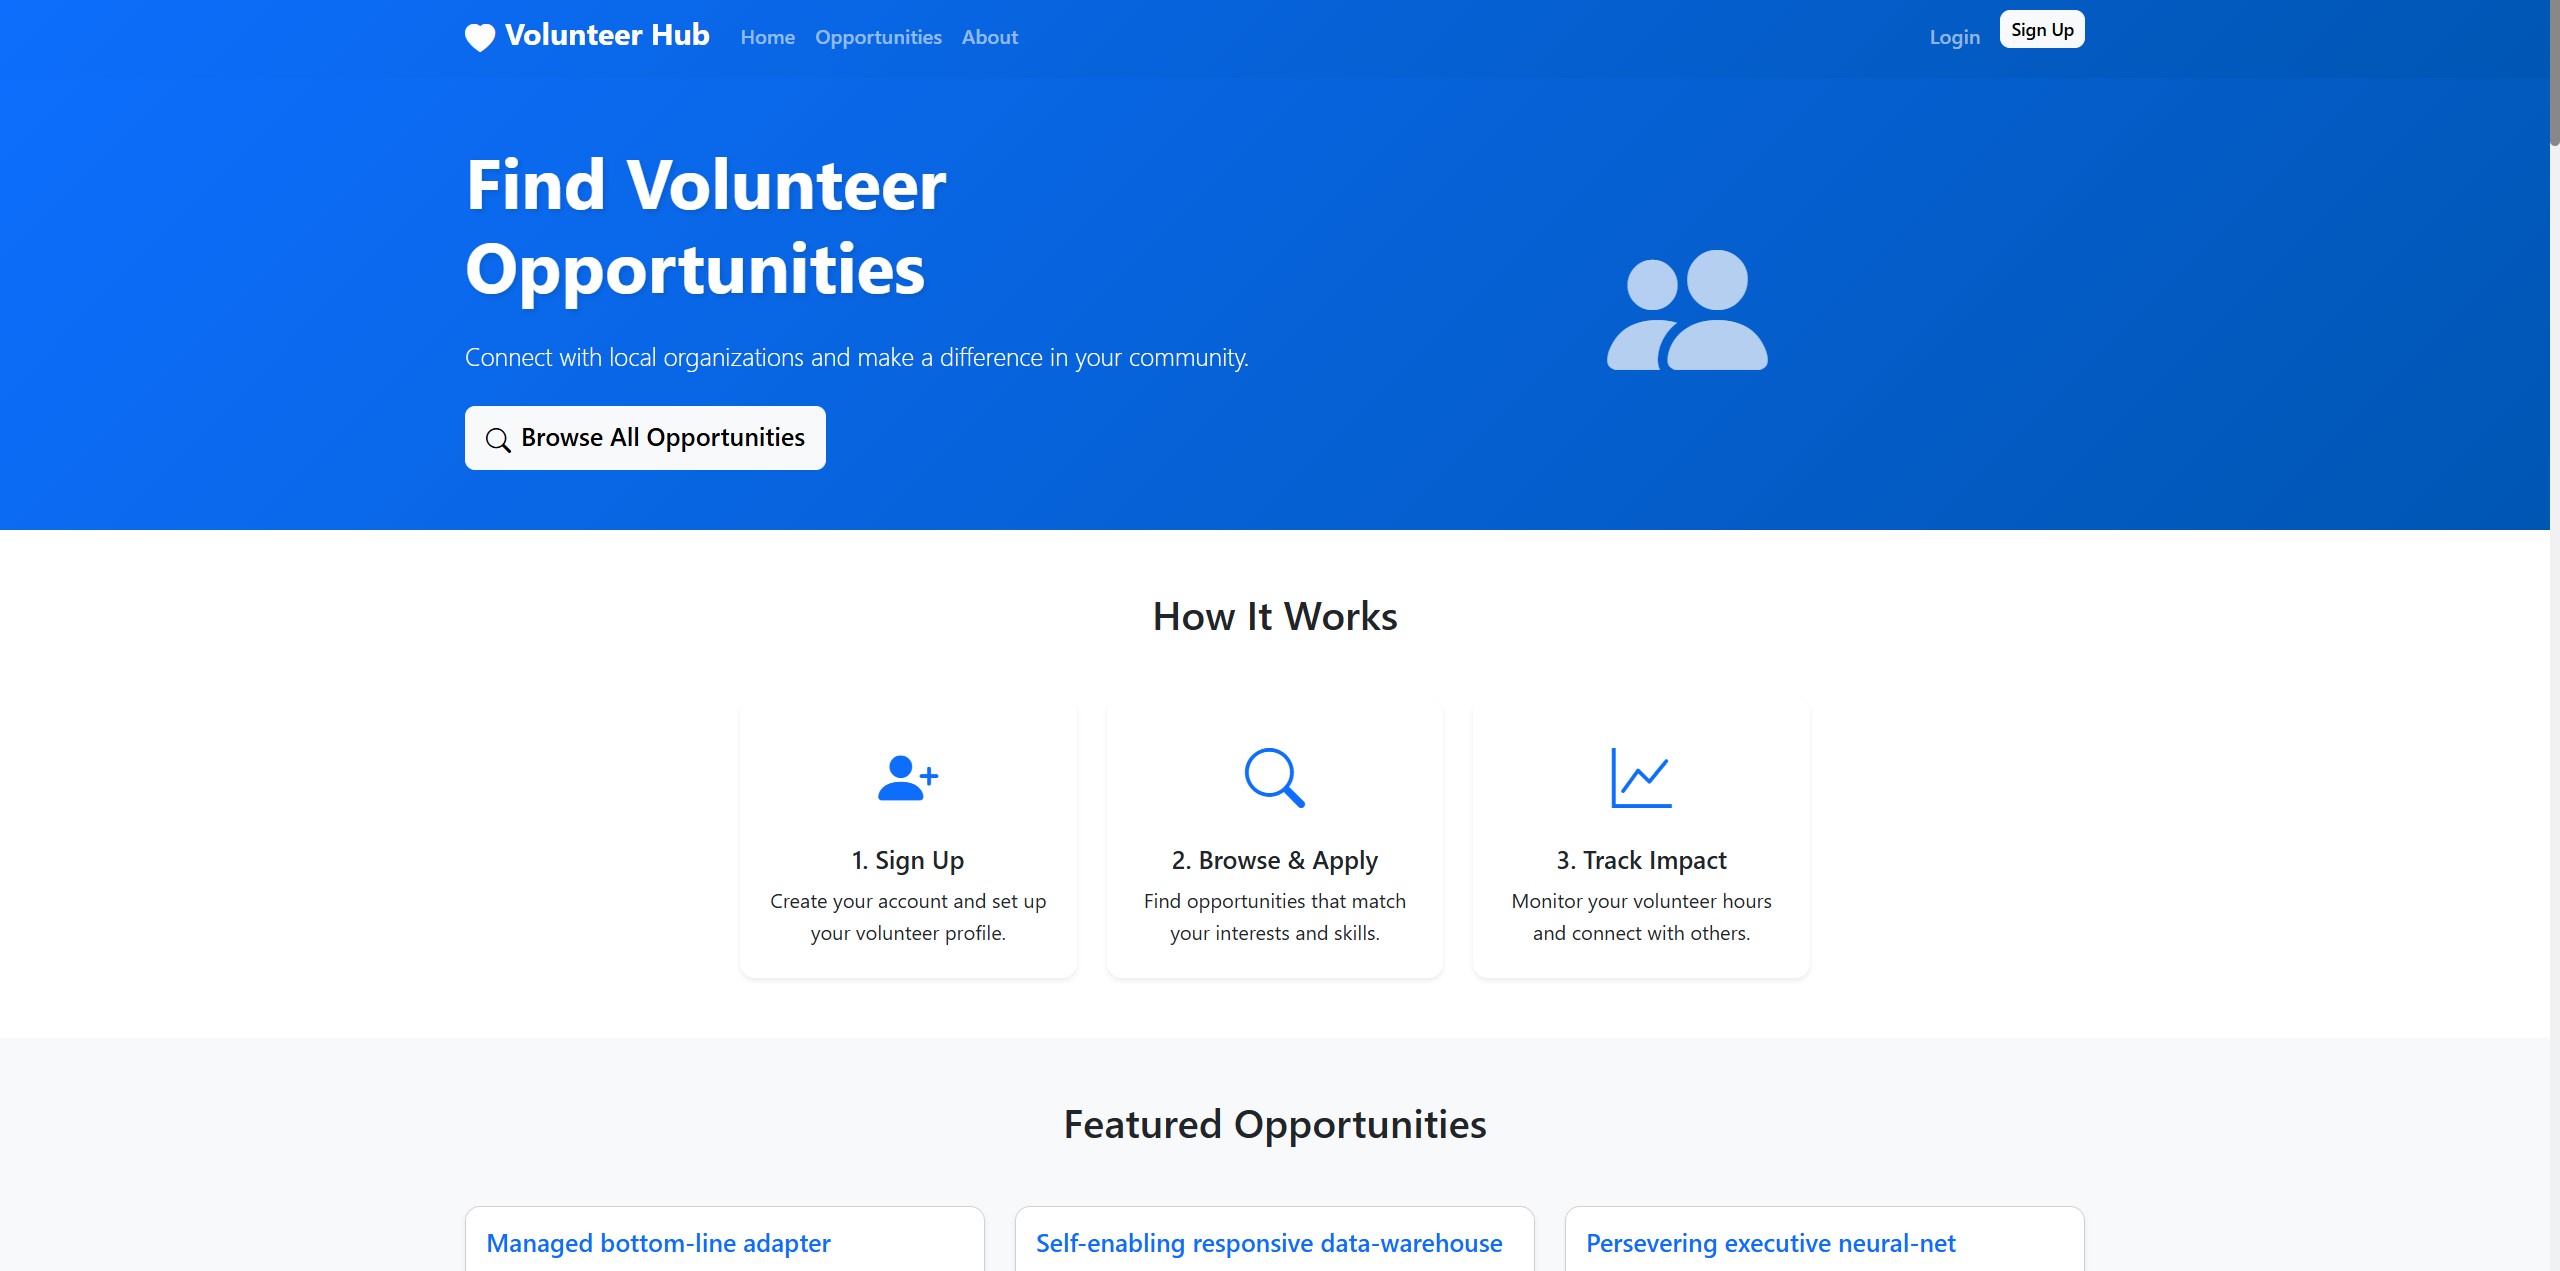 Volunteer Hub Home Opportunities About Login Sign Up
Find Volunteer
Opportunities
Connect with local organizations and make a difference in your community.
Browse All Opportunities
How It Works
1. Sign Up
Create your account and set up
your volunteer profile.
2. Browse & Apply
Find opportunities that match
your interests and skills.
3. Track Impact
Monitor your volunteer hours
and connect with others.
Featured Opportunities
Managed bottom-line adapter
Self-enabling responsive data-warehouse
Persevering executive neural-net